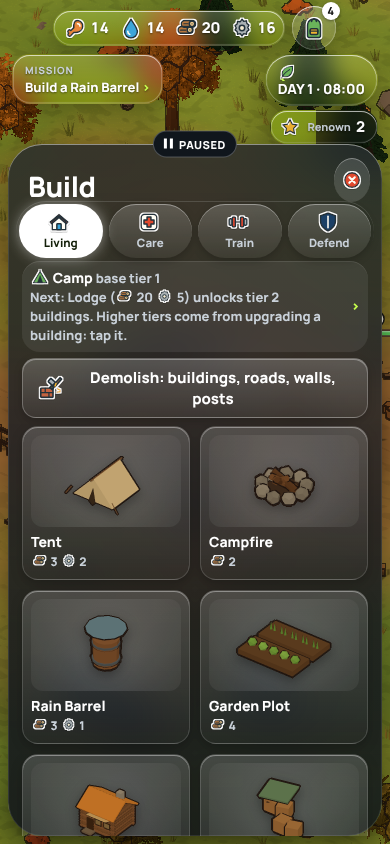 14 14 20 16
4
MISSION
Build a Rain Barrel ›
DAY 1 · 08:00
Renown 2
PAUSED
Build
Living Care Train Defend
Camp base tier 1
Next: Lodge ( 20 5) unlocks tier 2
buildings. Higher tiers come from upgrading a
building: tap it.
›
Demolish: buildings, roads, walls,
posts
Tent
3 2
Campfire
2
Rain Barrel
3 1
Garden Plot
4